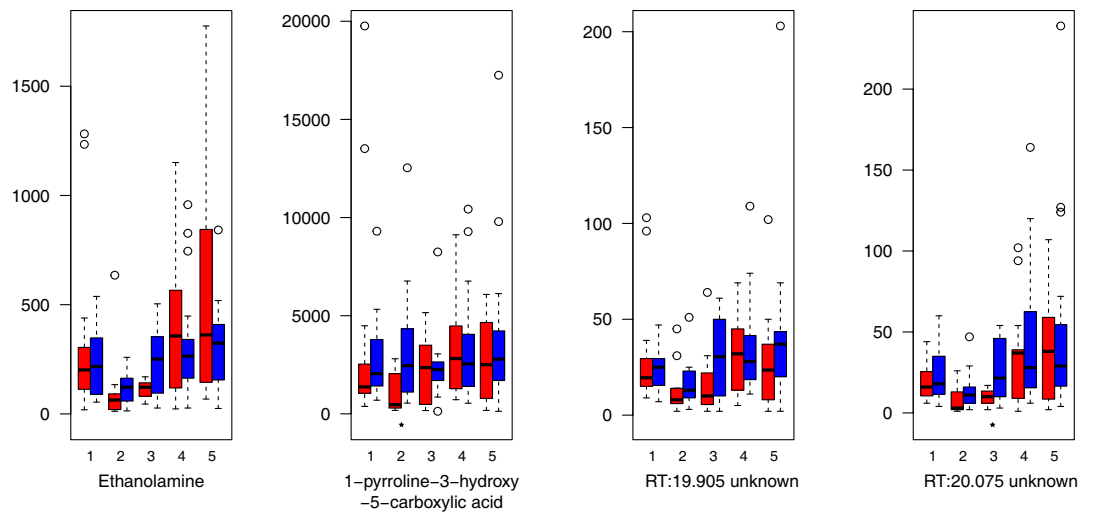 0 500 1000 1500
1 2 3 4 5
Ethanolamine
0 5000 10000 15000 20000
*
1 2 3 4 5
1−pyrroline−3−hydroxy
−5−carboxylic acid
0 50 100 150 200
1 2 3 4 5
RT:19.905 unknown
0 50 100 150 200
*
1 2 3 4 5
RT:20.075 unknown